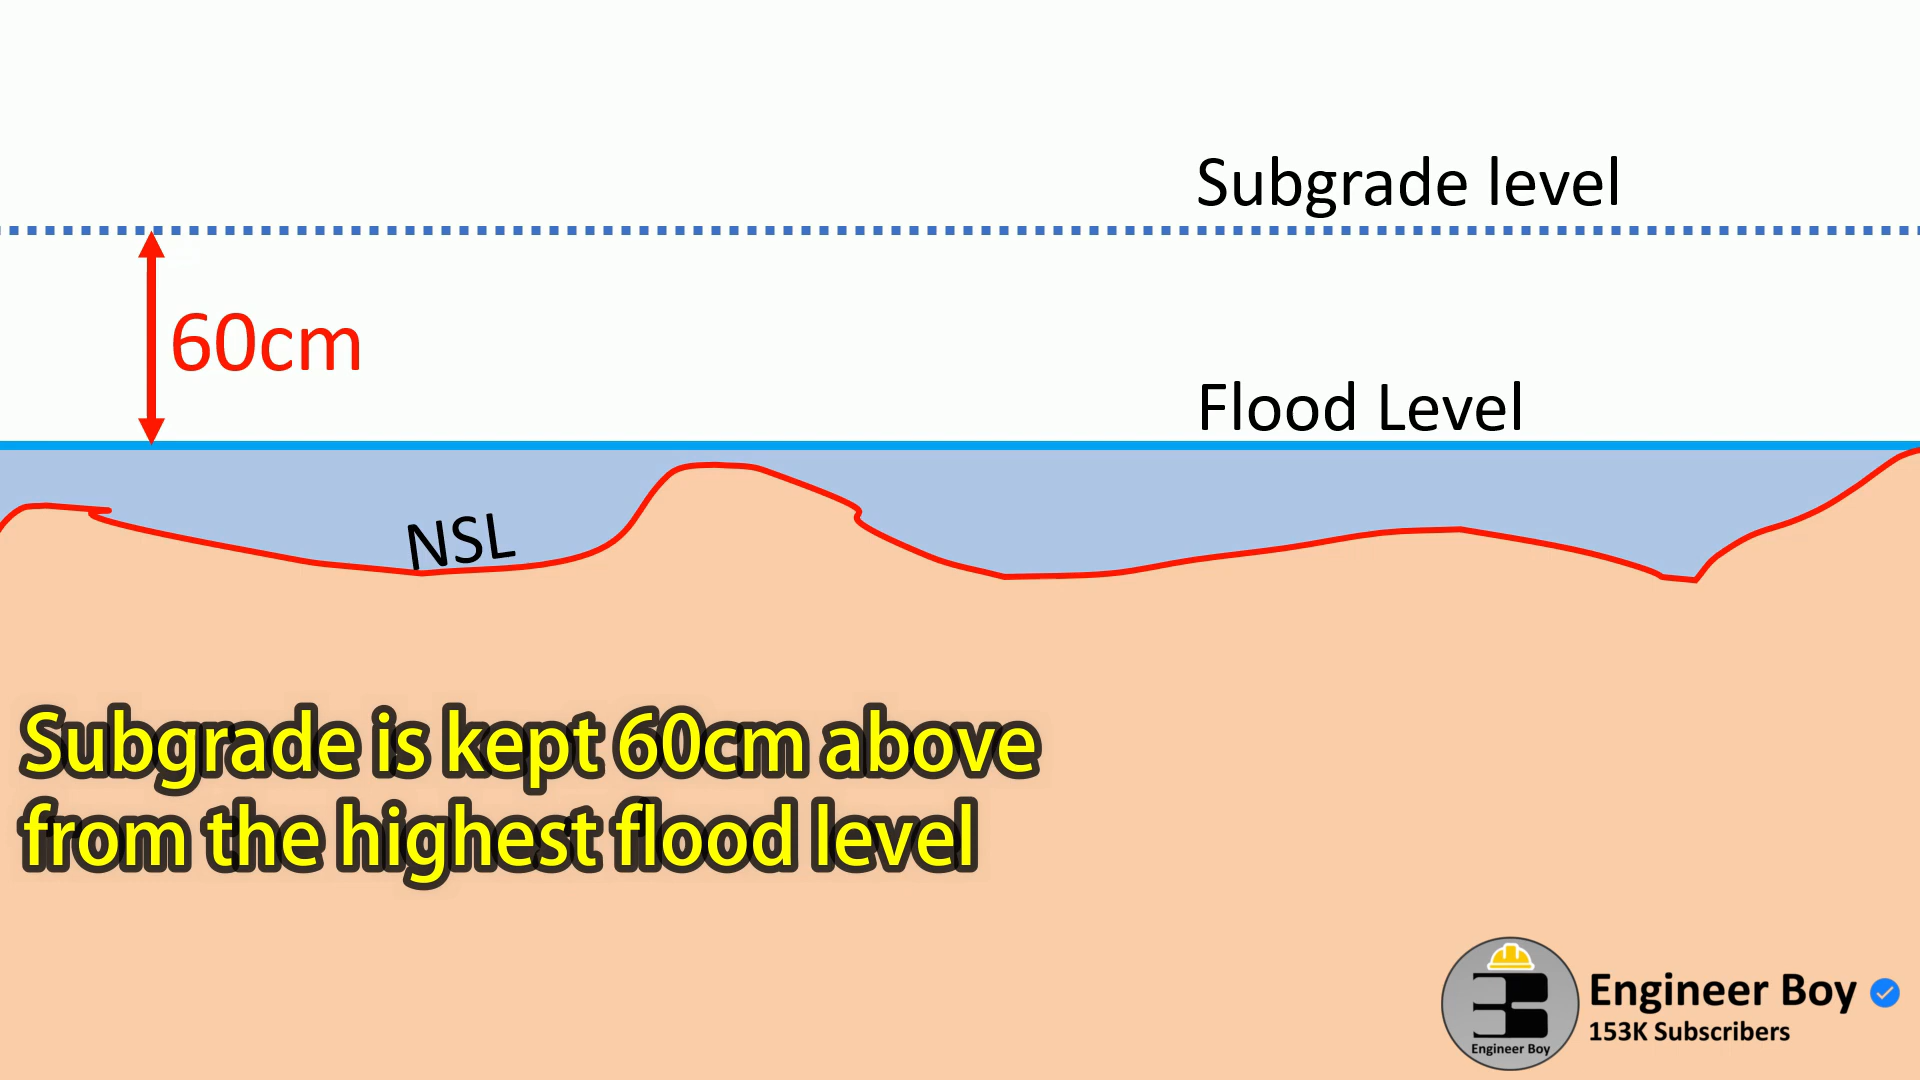 Subgrade level
60cm
Flood Level
NSL
Subgrade is kept 60cm above
from the highest flood level
Engineer Boy
153K Subscribers
Engineer Boy